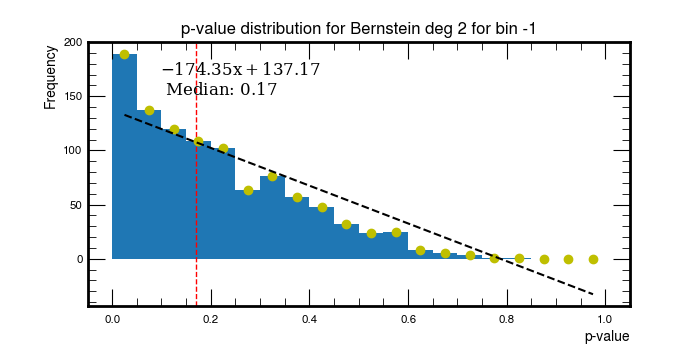 p-value distribution for Bernstein deg 2 for bin -1
Frequency
200
150
100
50
0
−174.35x + 137.17
Median: 0.17
0.0 0.2 0.4 0.6 0.8 1.0
p-value